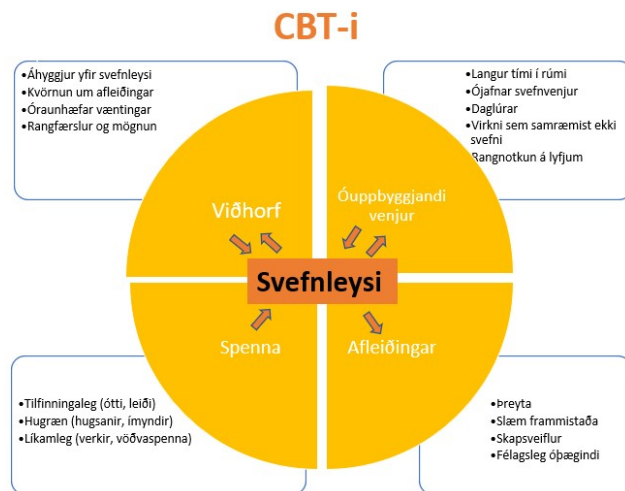 CBT-i
•Áhyggjur yfir svefnleysi
•Kvörnun um afleiðingar
•Óraunhæfar væntingar
•Rangfærslur og mögnun
•Langur tími í rúmi
•Ójafnar svefnvenjur
•Daglúrar
•Virkni sem samræmist ekki
svefni
•Rangnotkun á lyfjum
Viðhorf
Óuppbyggjandi
venjur
Svefnleysi
Spenna
Afleiðingar
•Tilfinningaleg (ótti, leiði)
•Hugræn (hugsanir, ímyndir)
•Líkamleg (verkir, vöðvaspenna)
•Þreyta
•Slæm frammistaða
•Skapsveiflur
•Félagsleg óþægindi